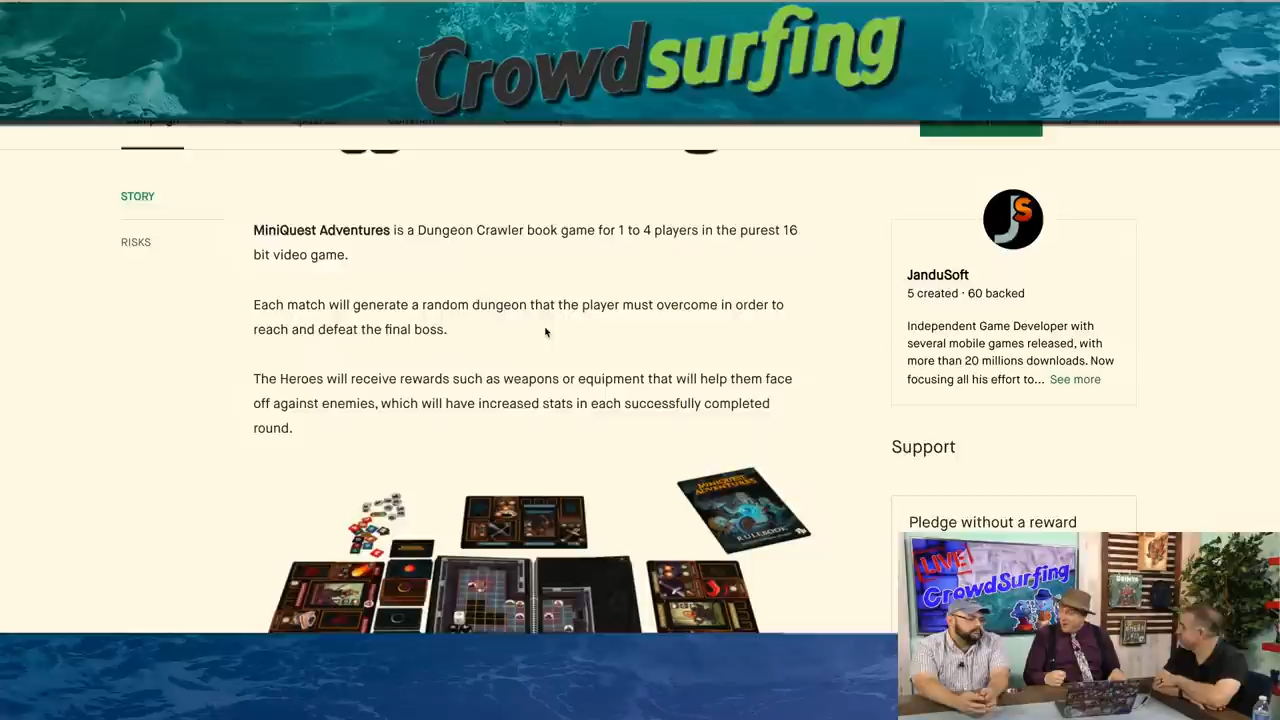 Crowdsurfing
STORY
RISKS
MiniQuest Adventures is a Dungeon Crawler book game for 1 to 4 players in the purest 16
bit video game.
Each match will generate a random dungeon that the player must overcome in order to
reach and defeat the final boss.
The Heroes will receive rewards such as weapons or equipment that will help them face
off against enemies, which will have increased stats in each successfully completed
round.
MINIQUEST
ADVENTURES
RULEBOOK
JS
JanduSoft
5 created · 60 backed
Independent Game Developer with
several mobile games released, with
more than 20 millions downloads. Now
focusing all his effort to... See more
Support
Pledge without a reward
LIVE!
CrowdSurfing